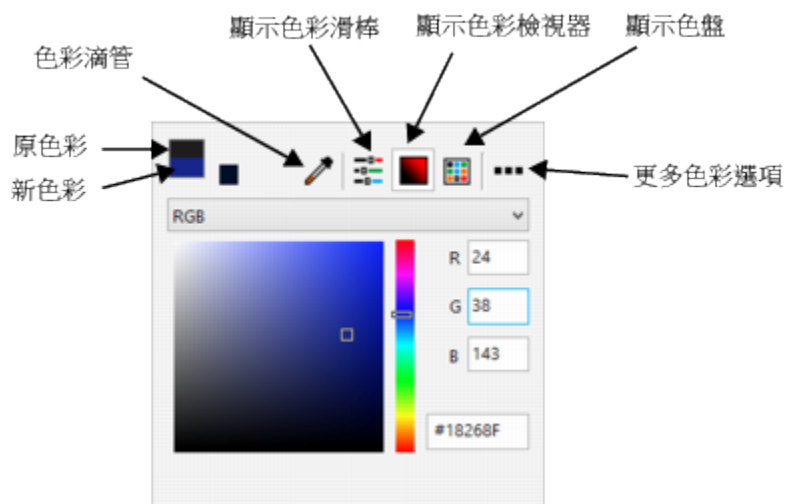 顯示色彩滑棒
顯示色彩檢視器
顯示色盤
色彩滴管
原色彩
新色彩
更多色彩選項
RGB
R 24
G 38
B 143
#18268F